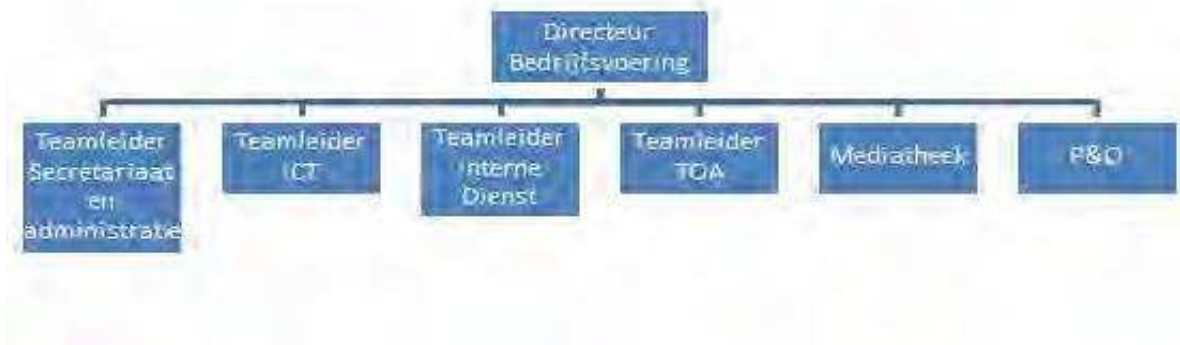 Directeur
Bedrijfsvoering
Teamleider
Secretariaat
en
administratie
Teamleider
ICT
Teamleider
Interne
Dienst
Teamleider
TOA
Mediatheek
P&O